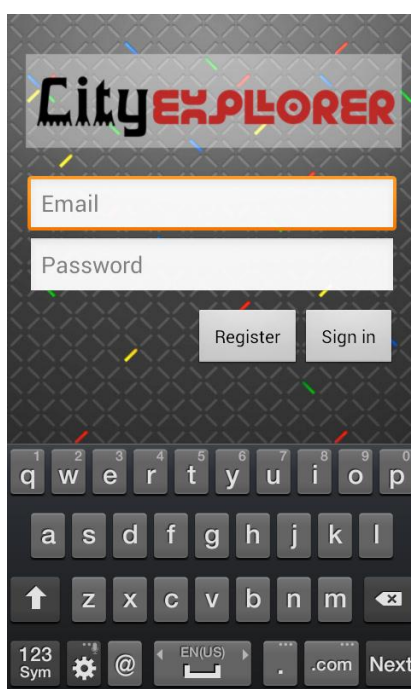 CityEXPLORER
Email
Password
Register Sign in
1 2 3 4 5 6 7 8 9 0
q w e r t y u i o p
a s d f g h j k l
z x c v b n m
123 EN(US)
Sym @ . .com Next